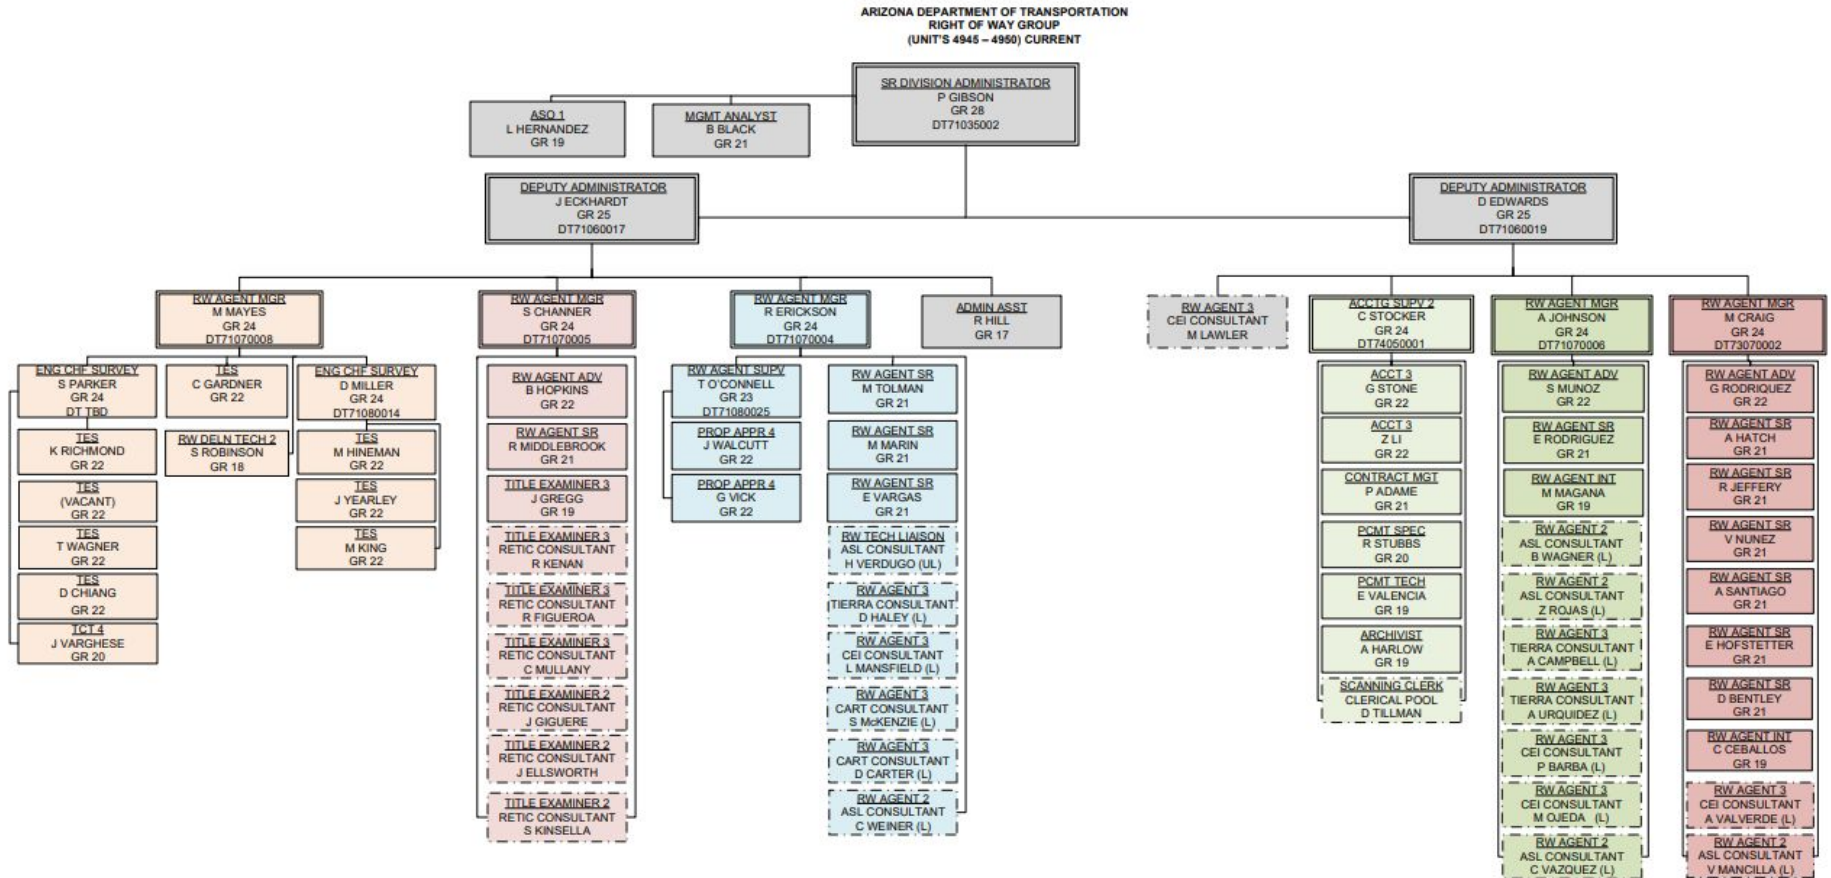 ARIZONA DEPARTMENT OF TRANSPORTATION
RIGHT OF WAY GROUP
(UNIT'S 4945 – 4950) CURRENT
SR DIVISION ADMINISTRATOR
P GIBSON
GR 28
DT71035002
ASO 1
L HERNANDEZ
GR 19
MGMT ANALYST
B BLACK
GR 21
DEPUTY ADMINISTRATOR
J ECKHARDT
GR 25
DT71060017
DEPUTY ADMINISTRATOR
D EDWARDS
GR 25
DT71060019
RW AGENT MGR
M MAYES
GR 24
DT71070008
RW AGENT MGR
S CHANNER
GR 24
DT71070005
RW AGENT MGR
R ERICKSON
GR 24
DT71070004
ADMIN ASST
R HILL
GR 17
RW AGENT 3
CEI CONSULTANT
M LAWLER
ACCTG SUPV 2
C STOCKER
GR 24
DT74050001
RW AGENT MGR
A JOHNSON
GR 24
DT71070006
RW AGENT MGR
M CRAIG
GR 24
DT73070002
ENG CHF SURVEY
S PARKER
GR 24
DT TBD
TES
K RICHMOND
GR 22
TES
(VACANT)
GR 22
TES
T WAGNER
GR 22
TES
D CHIANG
GR 22
TCT 4
J VARGHESE
GR 20
TES
C GARDNER
GR 22
RW DELN TECH 2
S ROBINSON
GR 18
ENG CHF SURVEY
D MILLER
GR 24
DT71080014
TES
M HINEMAN
GR 22
TES
J YEARLEY
GR 22
TES
M KING
GR 22
RW AGENT ADV
B HOPKINS
GR 22
RW AGENT SR
R MIDDLEBROOK
GR 21
TITLE EXAMINER 3
J GREGG
GR 19
TITLE EXAMINER 3
RETIC CONSULTANT
R KENAN
TITLE EXAMINER 3
RETIC CONSULTANT
R FIGUEROA
TITLE EXAMINER 3
RETIC CONSULTANT
C MULLANY
TITLE EXAMINER 2
RETIC CONSULTANT
J GIGUERE
TITLE EXAMINER 2
RETIC CONSULTANT
J ELLSWORTH
TITLE EXAMINER 2
RETIC CONSULTANT
S KINSELLA
RW AGENT SUPV
T O'CONNELL
GR 23
DT71080025
PROP APPR 4
J WALCUTT
GR 22
PROP APPR 4
G VICK
GR 22
RW AGENT SR
M TOLMAN
GR 21
RW AGENT SR
M MARIN
GR 21
RW AGENT SR
E VARGAS
GR 21
RW TECH LIAISON
ASL CONSULTANT
H VERDUGO (UL)
RW AGENT 3
TIERRA CONSULTANT
D HALEY (L)
RW AGENT 3
CEI CONSULTANT
L MANSFIELD (L)
RW AGENT 3
CART CONSULTANT
S McKENZIE (L)
RW AGENT 3
CART CONSULTANT
D CARTER (L)
RW AGENT 2
ASL CONSULTANT
C WEINER (L)
ACCT 3
G STONE
GR 22
ACCT 3
Z LI
GR 22
CONTRACT MGT
P ADAME
GR 21
PCMT SPEC
R STUBBS
GR 20
PCMT TECH
E VALENCIA
GR 19
ARCHIVIST
A HARLOW
GR 19
SCANNING CLERK
CLERICAL POOL
D TILLMAN
RW AGENT ADV
S MUNOZ
GR 22
RW AGENT SR
E RODRIGUEZ
GR 21
RW AGENT INT
M MAGANA
GR 19
RW AGENT 2
ASL CONSULTANT
B WAGNER (L)
RW AGENT 2
ASL CONSULTANT
Z ROJAS (L)
RW AGENT 3
TIERRA CONSULTANT
A CAMPBELL (L)
RW AGENT 3
TIERRA CONSULTANT
A URQUIDEZ (L)
RW AGENT 3
CEI CONSULTANT
P BARBA (L)
RW AGENT 3
CEI CONSULTANT
M OJEDA (L)
RW AGENT 2
ASL CONSULTANT
C VAZQUEZ (L)
RW AGENT ADV
G RODRIQUEZ
GR 22
RW AGENT SR
A HATCH
GR 21
RW AGENT SR
R JEFFERY
GR 21
RW AGENT SR
V NUNEZ
GR 21
RW AGENT SR
A SANTIAGO
GR 21
RW AGENT SR
E HOFSTETTER
GR 21
RW AGENT SR
D BENTLEY
GR 21
RW AGENT INT
C CEBALLOS
GR 19
RW AGENT 3
CEI CONSULTANT
A VALVERDE (L)
RW AGENT 2
ASL CONSULTANT
V MANCILLA (L)